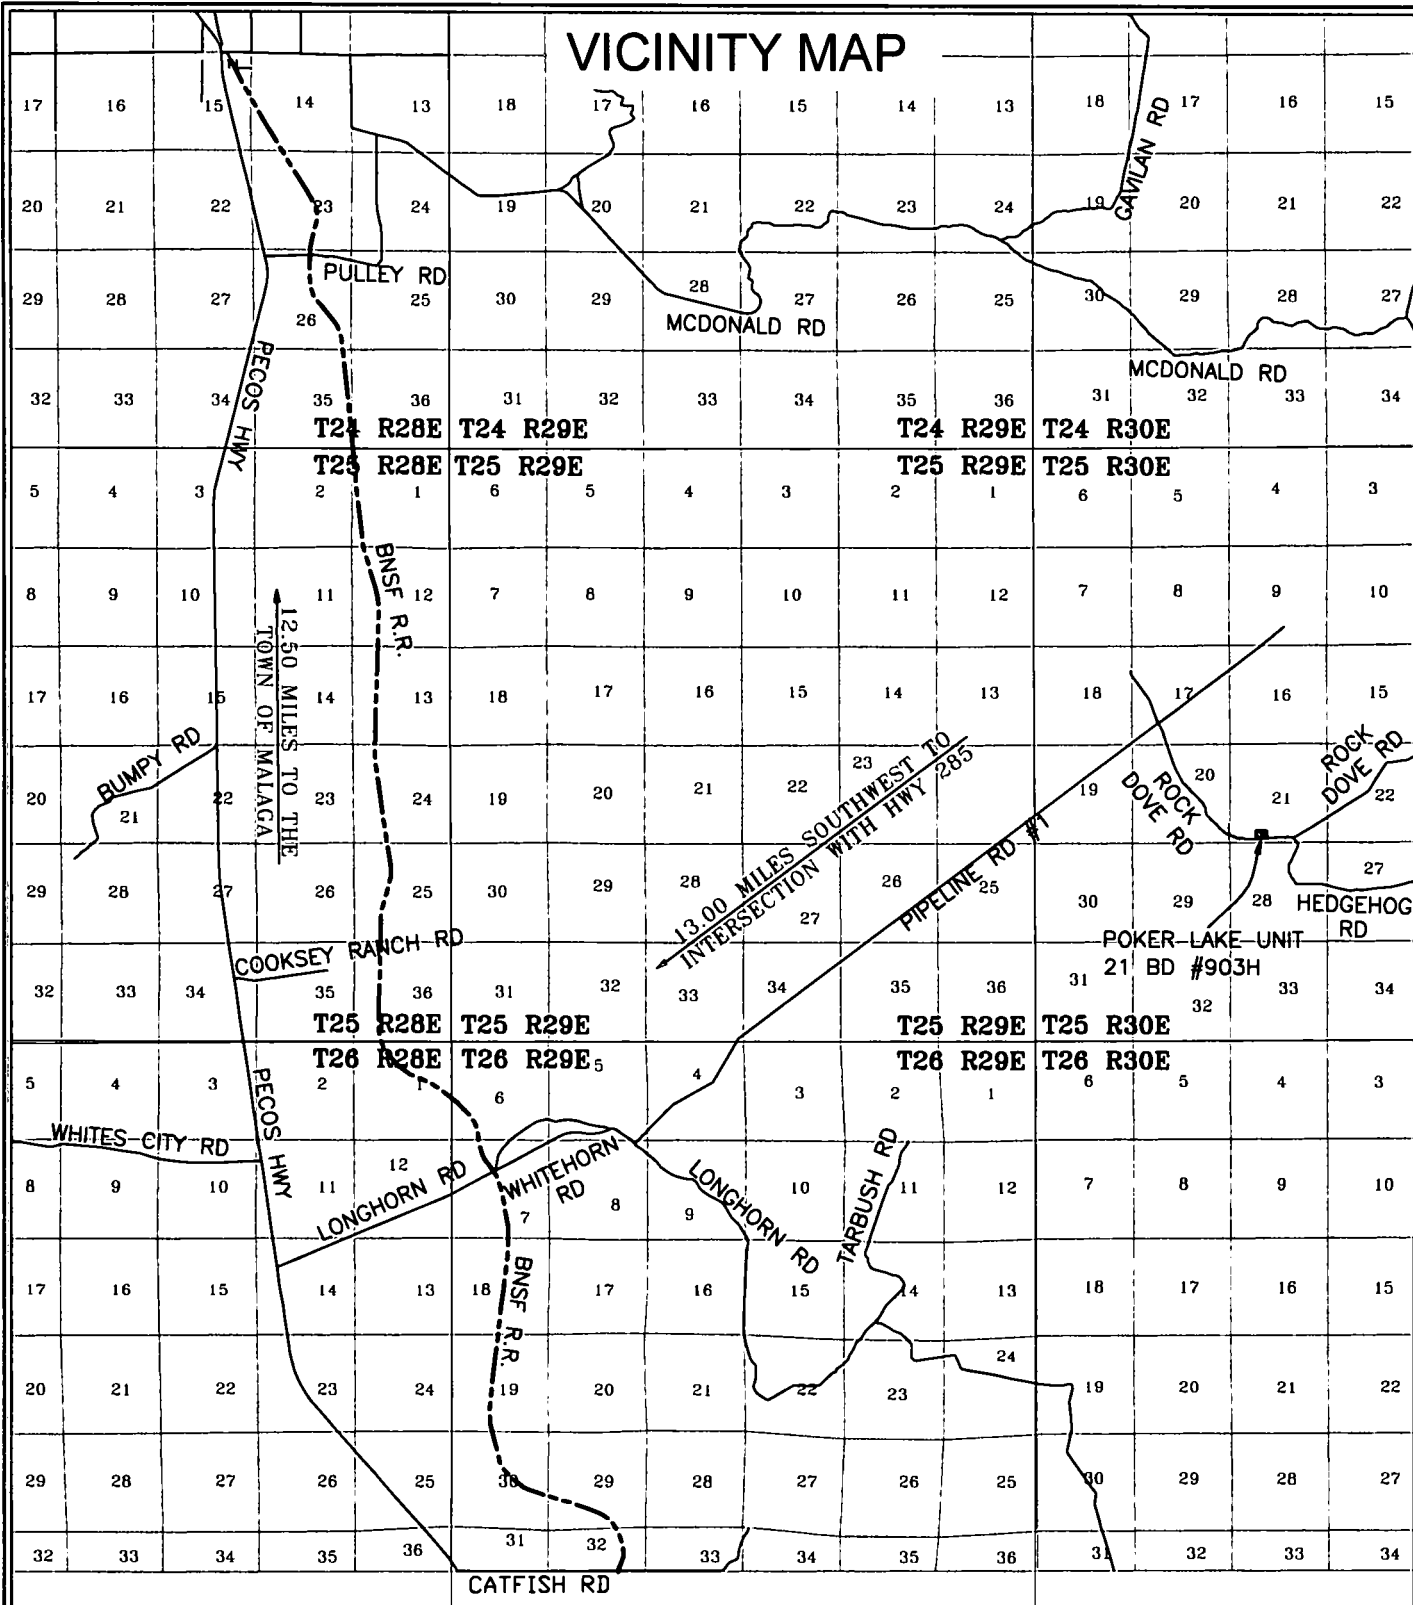 VICINITY MAP
17 16 15 14 13 18 17 16 15 14 13 18 17 16 15
GAVILAN RD
20 21 22 23 24 19 20 21 22 23 24 19 20 21 22
PULLEY RD
29 28 27 26 25 30 29 28 27 26 25 30 29 28 27
MCDONALD RD
MCDONALD RD
PECOS HWY
32 33 34 35 36 31 32 33 34 35 36 31 32 33 34
T24 R28E T24 R29E T24 R29E T24 R30E
T25 R28E T25 R29E T25 R29E T25 R30E
5 4 3 2 1 6 5 4 3 2 1 6 5 4 3
BNSF R.R.
8 9 10 11 12 7 8 9 10 11 12 7 8 9 10
12.50 MILES TO THE
TOWN OF MALAGA
17 16 15 14 13 18 17 16 15 14 13 18 17 16 15
BUMPY RD
13.00 MILES SOUTHWEST TO
INTERSECTION WITH HWY 285
ROCK
DOVE RD
ROCK
DOVE RD
20 21 22 23 24 19 20 21 22 23 19 20 21 22
PIPELINE RD #1
29 28 27 26 25 30 29 28 27 26 25 30 29 28 27
HEDGEHOG
RD
POKER LAKE UNIT
21 BD #903H
COOKSEY RANCH RD
32 33 34 35 36 31 32 33 34 35 36 31 32 33 34
T25 R28E T25 R29E T25 R29E T25 R30E
T26 R28E T26 R29E T26 R29E T26 R30E
5 4 3 2 1 6 5 4 3 2 1 6 5 4 3
PECOS HWY
WHITES CITY RD
LONGHORN RD
WHITEHORN
RD
LONGHORN RD
TARBUSH RD
8 9 10 11 12 7 8 9 10 11 12 7 8 9 10
BNSF R.R.
17 16 15 14 13 18 17 16 15 14 13 18 17 16 15
20 21 22 23 24 19 20 21 22 23 24 19 20 21 22
29 28 27 26 25 30 29 28 27 26 25 30 29 28 27
32 33 34 35 36 31 32 33 34 35 36 31 32 33 34
CATFISH RD